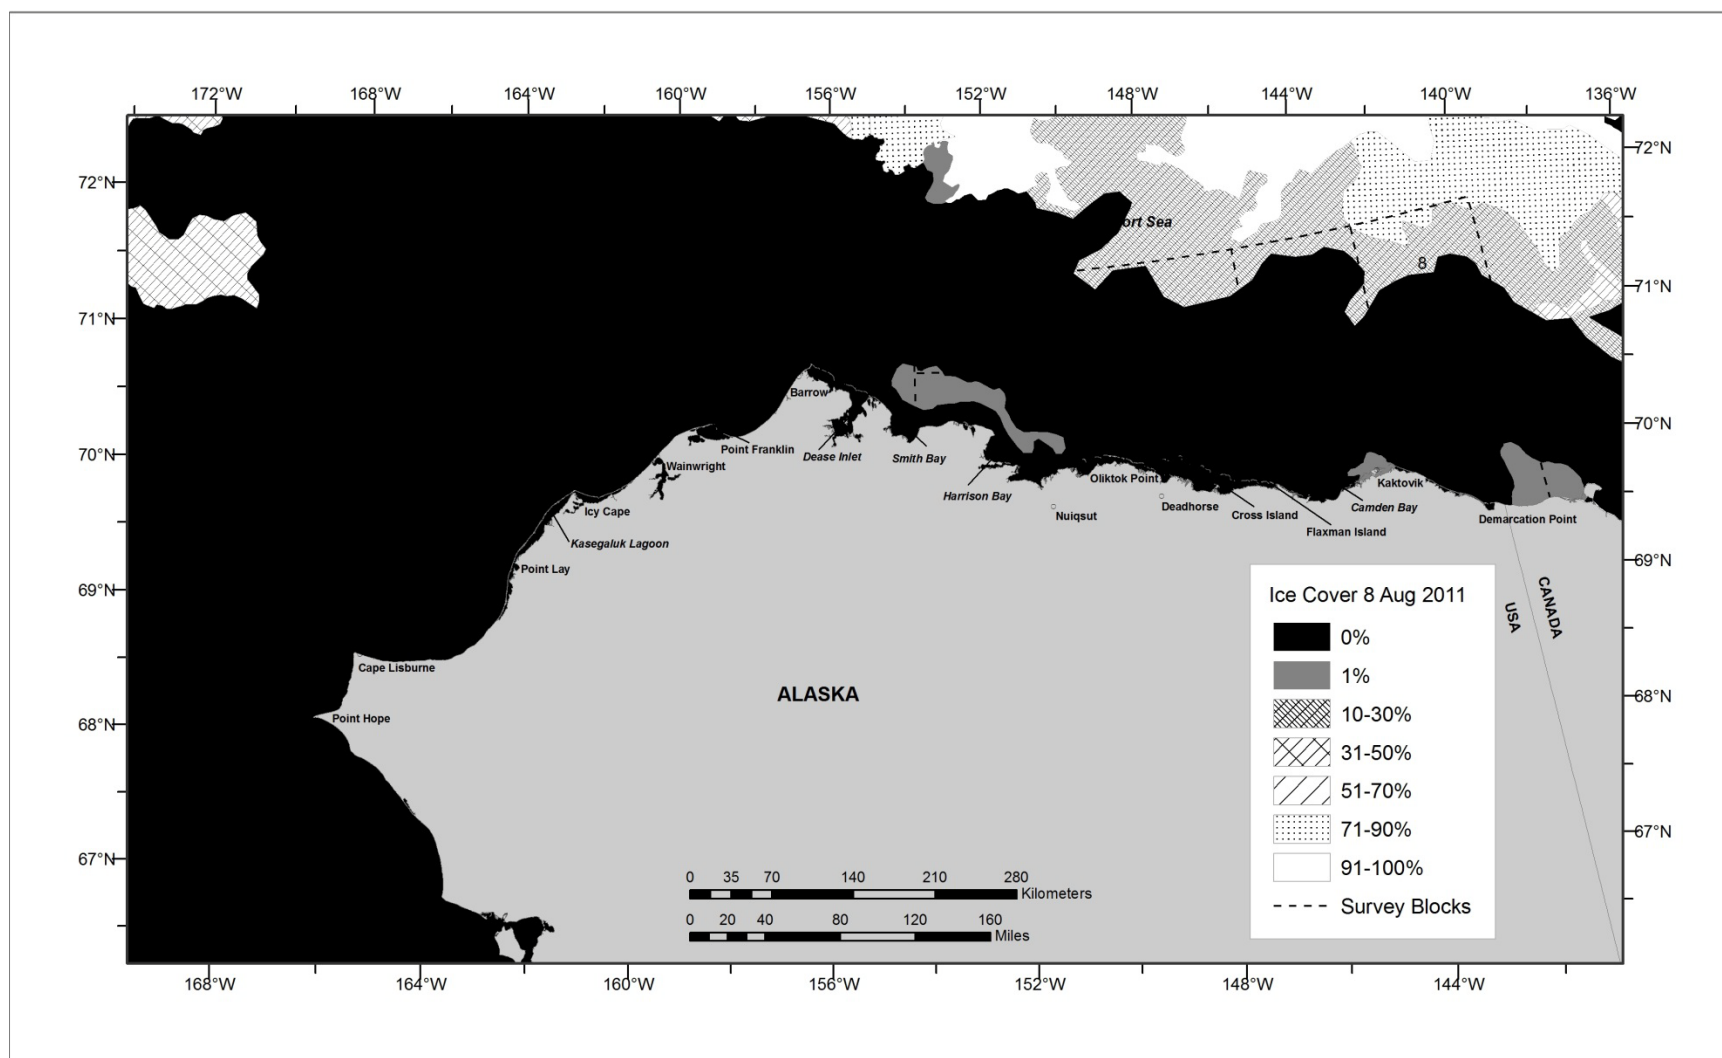 172°W 168°W 164°W 160°W 156°W 152°W 148°W 144°W 140°W 136°W
72°N
72°N
ort Sea
8
71°N
71°N
Barrow
70°N
70°N
Point Franklin
Dease Inlet
Smith Bay
Wainwright
Harrison Bay
Oliktok Point
Kaktovik
Icy Cape
Nuiqsut
Deadhorse
Cross Island
Camden Bay
Demarcation Point
Flaxman Island
Kasegaluk Lagoon
Point Lay
69°N
69°N
Cape Lisburne
Point Hope
ALASKA
USA
CANADA
68°N
68°N
67°N
67°N
Ice Cover 8 Aug 2011
0%
1%
10-30%
31-50%
51-70%
71-90%
91-100%
Survey Blocks
0 35 70 140 210 280
Kilometers
0 20 40 80 120 160
Miles
168°W 164°W 160°W 156°W 152°W 148°W 144°W